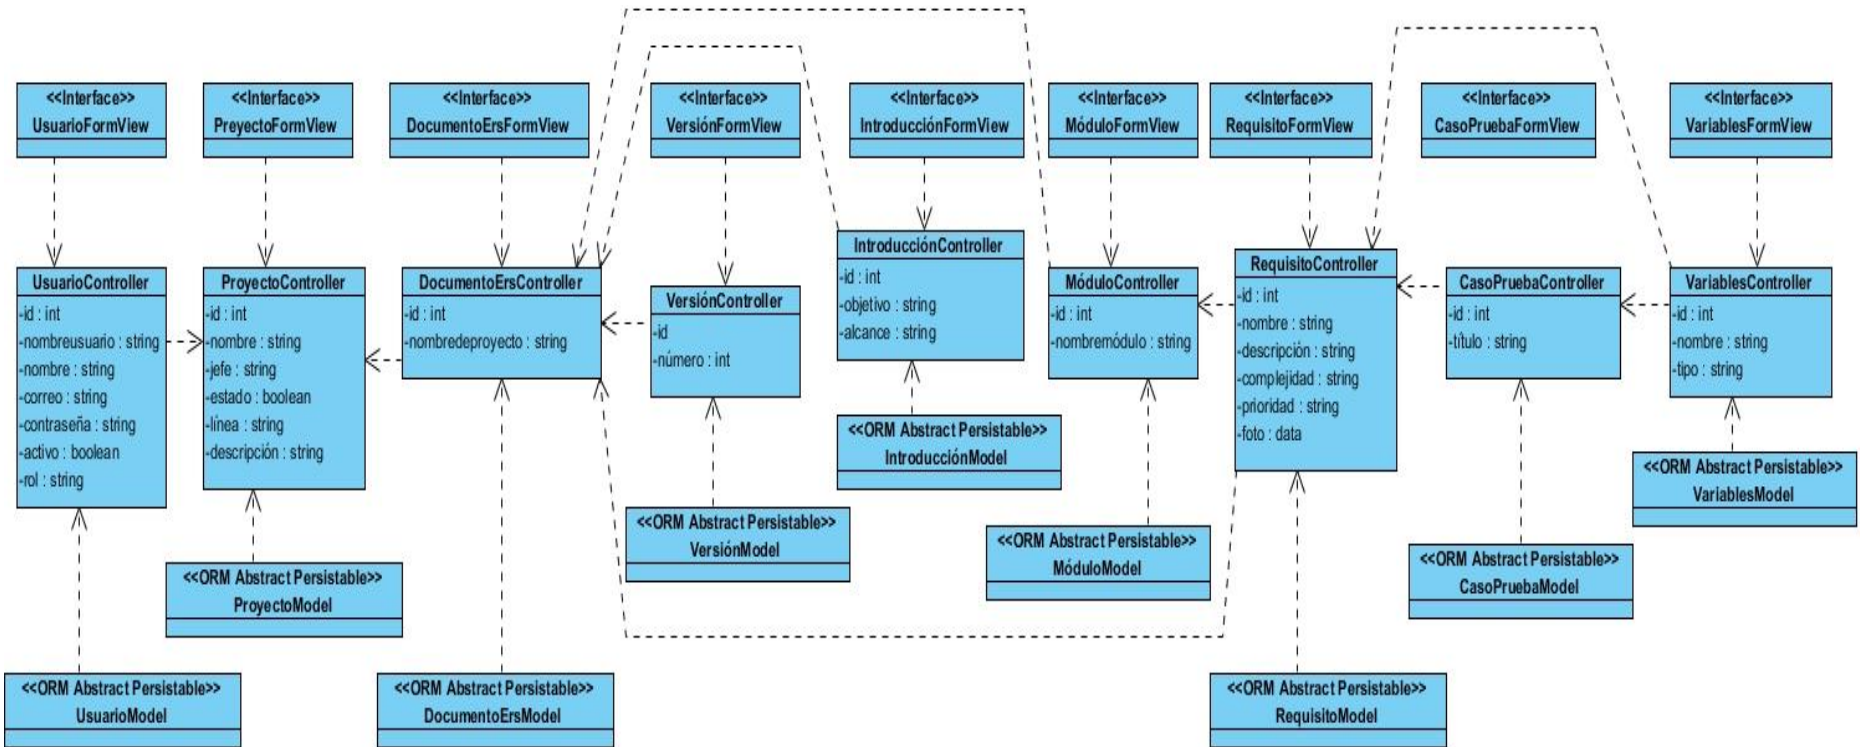 <<Interface>>
UsuarioFormView
<<Interface>>
PreyectoFormView
<<Interface>>
DocumentoErsFormView
<<Interface>>
VersiónFormView
<<Interface>>
IntroducciónFormView
<<Interface>>
MóduloFormView
<<Interface>>
RequisitoFormView
<<Interface>>
CasoPruebaFormView
<<Interface>>
VariablesFormView
UsuarioController
-id : int
-nombreusuario : string
-nombre : string
-correo : string
-contraseña : string
-activo : boolean
-rol : string
ProyectoController
-id : int
-nombre : string
-jefe : string
-estado : boolean
-línea : string
-descripción : string
DocumentoErsController
-id : int
-nombredeproyecto : string
VersiónController
-id
-número : int
IntroducciónController
-id : int
-objetivo : string
-alcance : string
MóduloController
-id : int
-nombremódulo : string
RequisitoController
-id : int
-nombre : string
-descripción : string
-complejidad : string
-prioridad : string
-foto : data
CasoPruebaController
-id : int
-título : string
VariablesController
-id : int
-nombre : string
-tipo : string
<<ORM Abstract Persistable>>
IntroducciónModel
<<ORM Abstract Persistable>>
VariablesModel
<<ORM Abstract Persistable>>
VersiónModel
<<ORM Abstract Persistable>>
MóduloModel
<<ORM Abstract Persistable>>
CasoPruebaModel
<<ORM Abstract Persistable>>
ProyectoModel
<<ORM Abstract Persistable>>
UsuarioModel
<<ORM Abstract Persistable>>
DocumentoErsModel
<<ORM Abstract Persistable>>
RequisitoModel